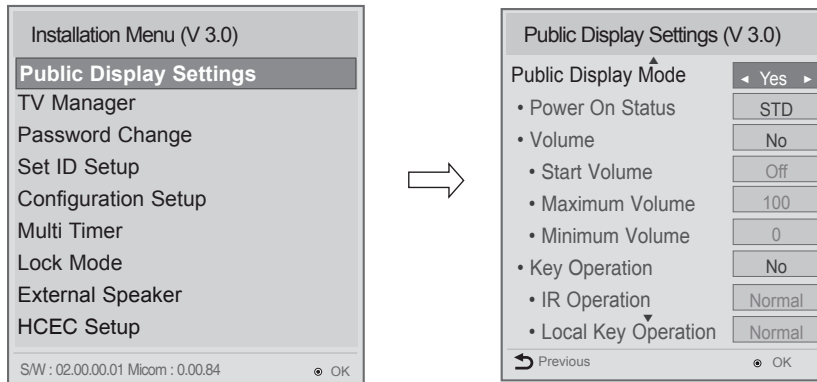 Installation Menu (V 3.0)
Public Display Settings
TV Manager
Password Change
Set ID Setup
Configuration Setup
Multi Timer
Lock Mode
External Speaker
HCEC Setup
S/W : 02.00.00.01 Micom : 0.00.84 ◉ OK
Public Display Settings (V 3.0)
Public Display Mode ◄ Yes ►
• Power On Status STD
• Volume No
• Start Volume Off
• Maximum Volume 100
• Minimum Volume 0
• Key Operation No
• IR Operation Normal
• Local Key Operation Normal
Previous ◉ OK